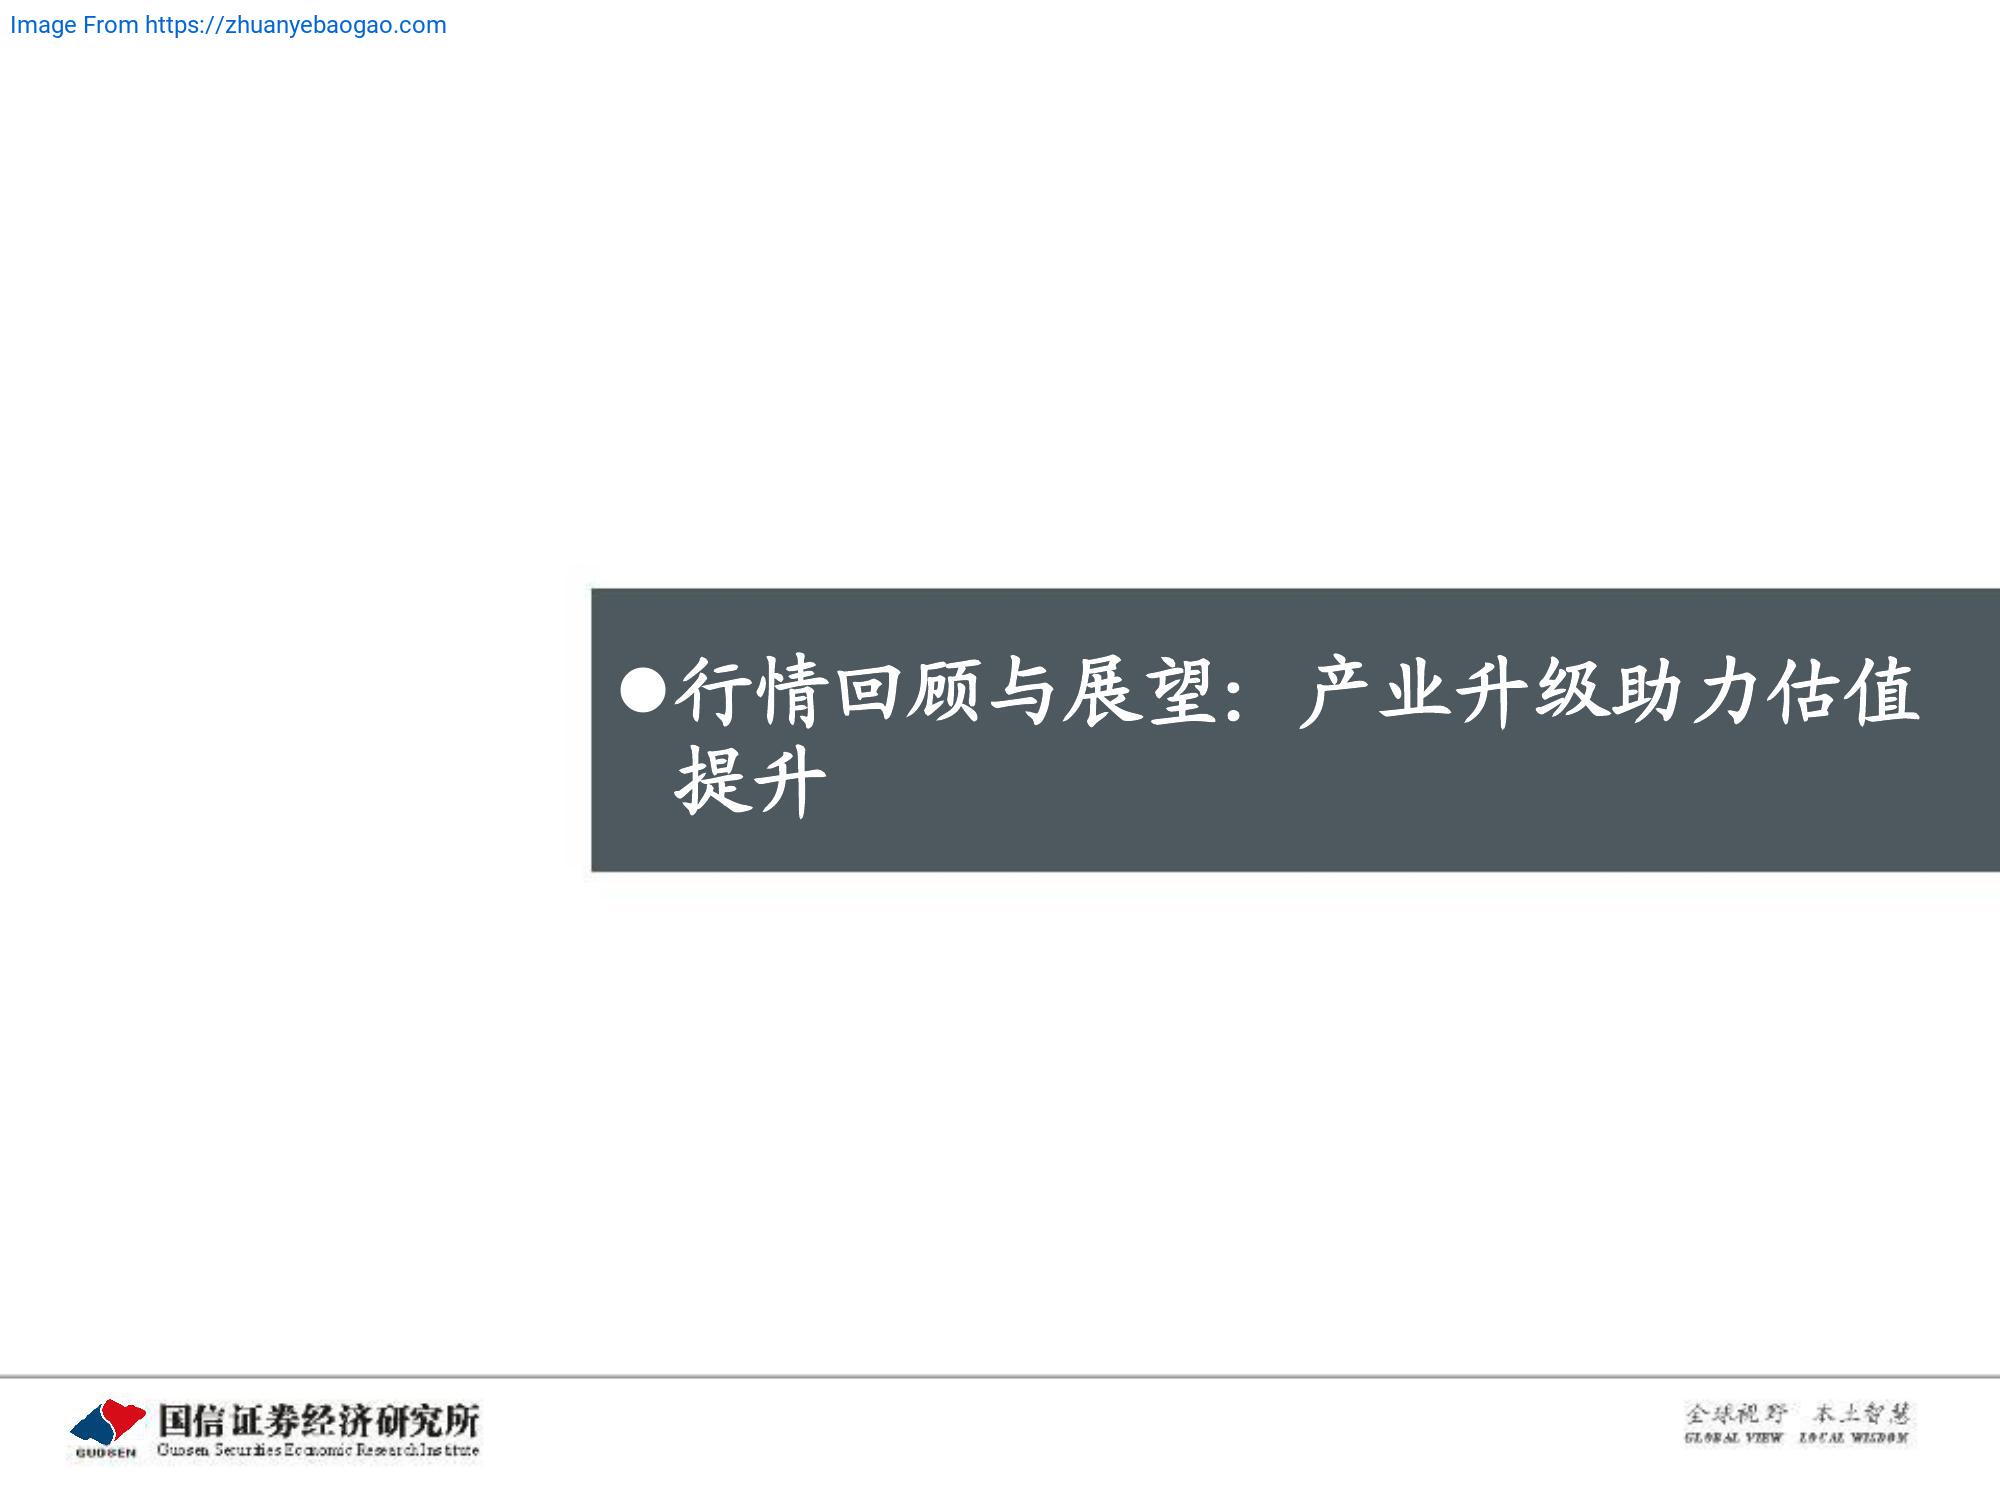 Image From https://zhuanyebaogao.com
●行情回顾与展望：产业升级助力估值
提升
GUOSEN
国信证券经济研究所
Guosen Securities Economic Research Institute
全球视野 本土智慧
GLOBAL VIEW LOCAL WISDOM